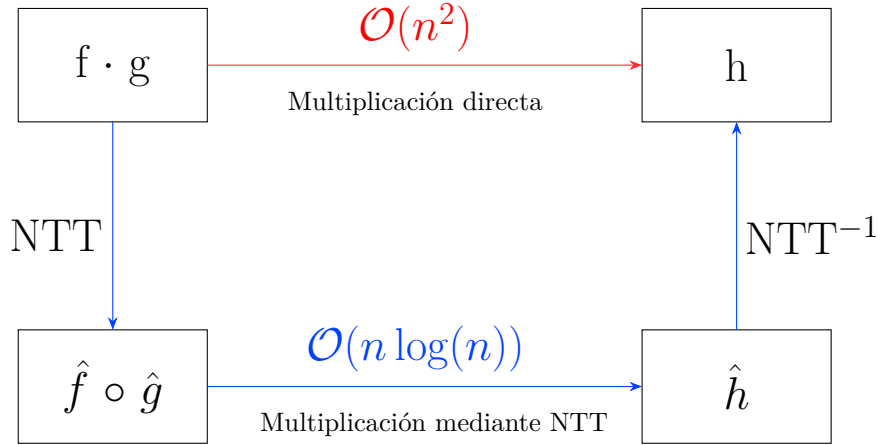 f · g
𝒪(n²)
Multiplicación directa
h
NTT
NTT⁻¹
f̂ ∘ ĝ
𝒪(n log(n))
Multiplicación mediante NTT
ĥ